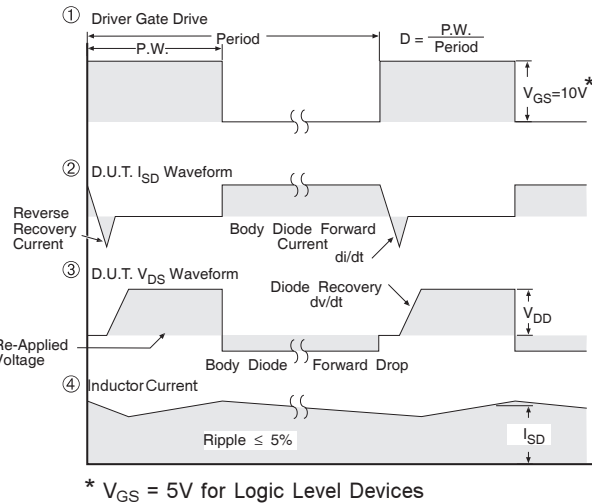 ① Driver Gate Drive
P.W.
Period
D = P.W.
Period
V_GS=10V*
② D.U.T. I_SD Waveform
Reverse
Recovery
Current
Body Diode Forward
Current
di/dt
③ D.U.T. V_DS Waveform
Diode Recovery
dv/dt
V_DD
Re-Applied
Voltage
Body Diode Forward Drop
④ Inductor Current
Ripple ≤ 5%
I_SD
* V_GS = 5V for Logic Level Devices